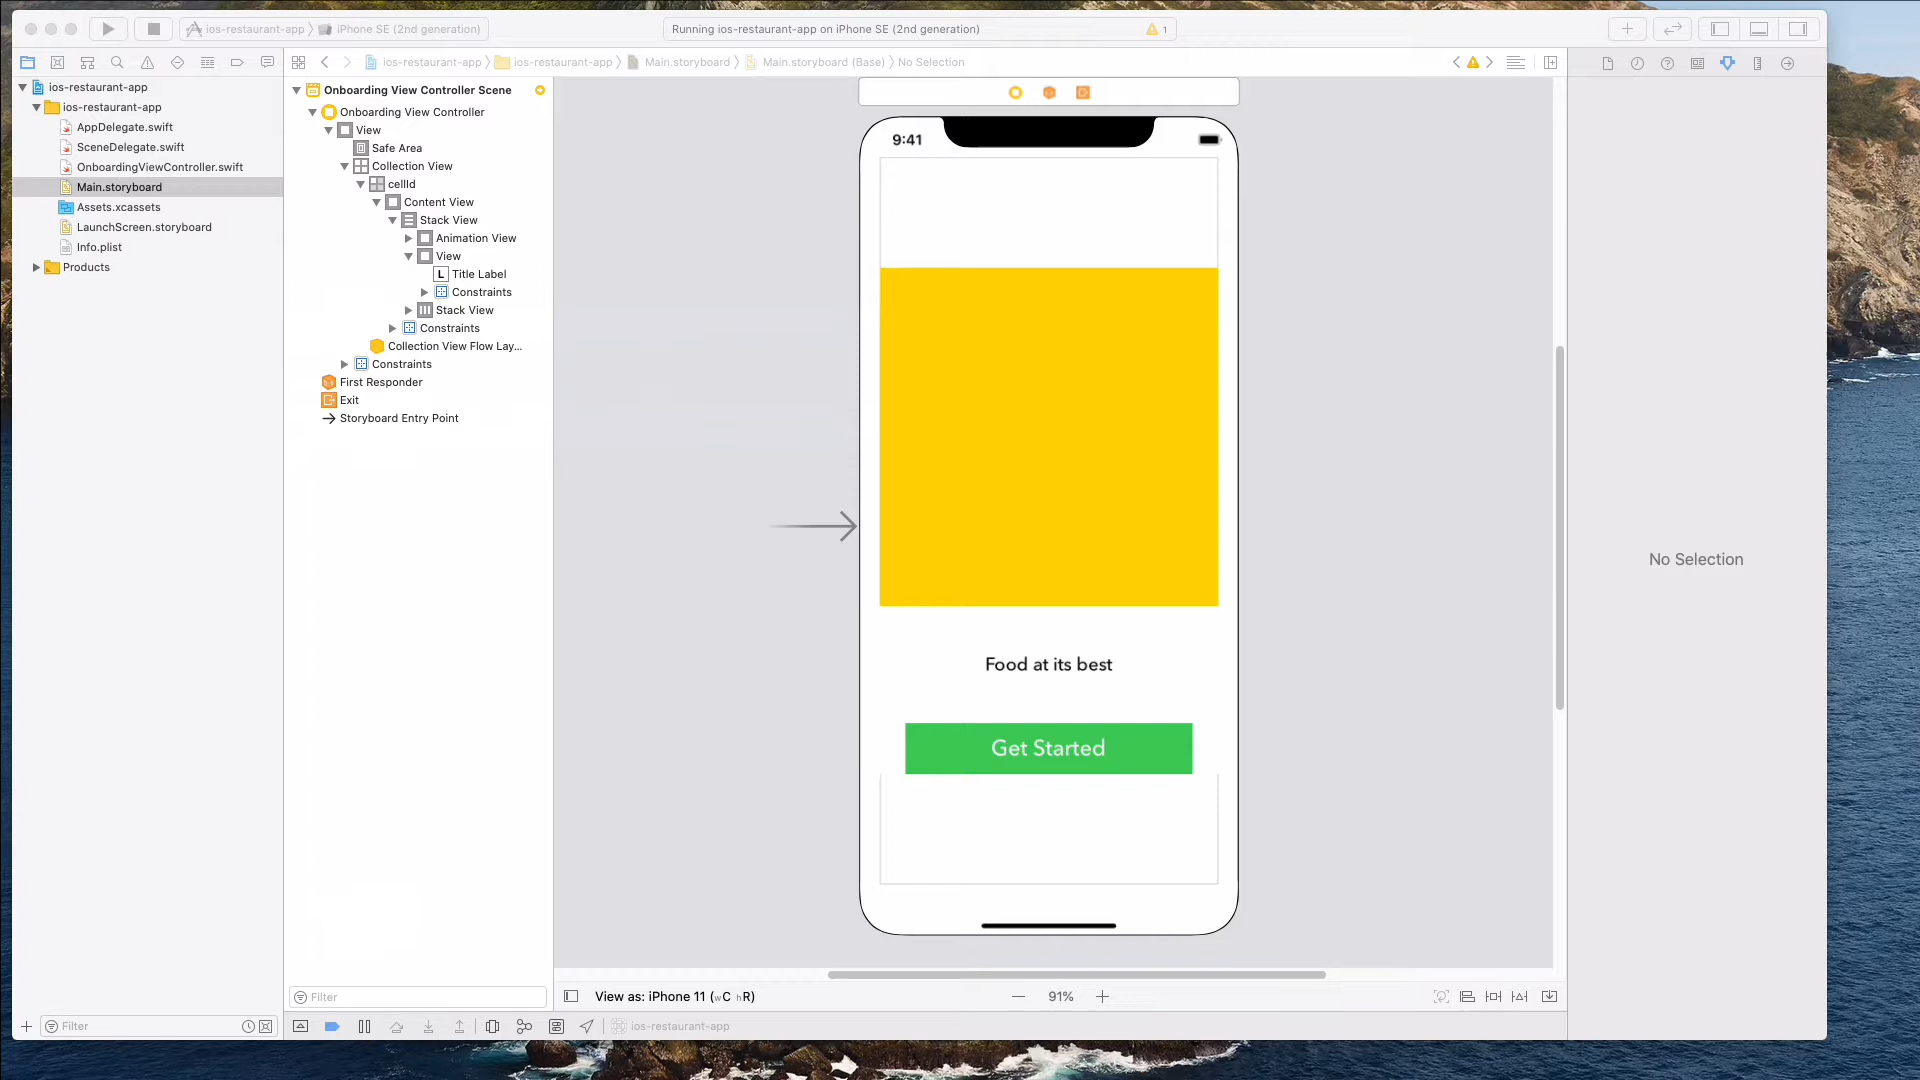 ios-restaurant-app
iPhone SE (2nd generation)
Running ios-restaurant-app on iPhone SE (2nd generation)
1
ios-restaurant-app
ios-restaurant-app
Main.storyboard
Main.storyboard (Base)
No Selection
ios-restaurant-app
ios-restaurant-app
AppDelegate.swift
SceneDelegate.swift
OnboardingViewController.swift
Main.storyboard
Assets.xcassets
LaunchScreen.storyboard
Info.plist
Products
Onboarding View Controller Scene
Onboarding View Controller
View
Safe Area
Collection View
cellId
Content View
Stack View
Animation View
View
L Title Label
Constraints
Stack View
Constraints
Collection View Flow Lay...
Constraints
First Responder
Exit
Storyboard Entry Point
9:41
Food at its best
Get Started
No Selection
Filter
View as: iPhone 11 (wC hR)
91%
Filter
ios-restaurant-app